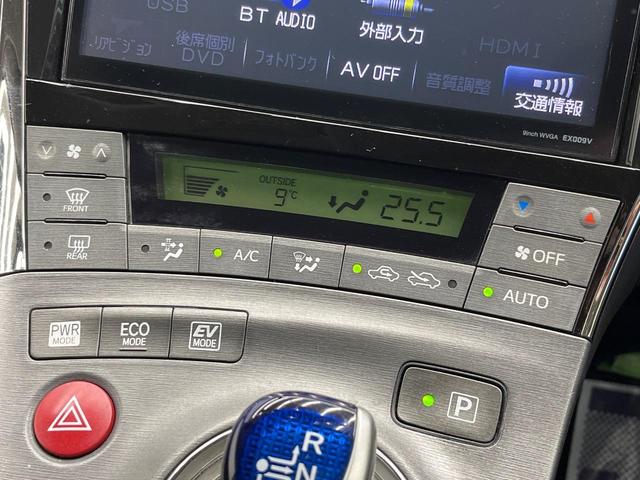 USB
BT AUDIO
外部入力
HDMI
リアビジョン
後席個別
DVD
フォトバンク
AV OFF
音質調整
交通情報
9inch WVGA EX009V
OUTSIDE
9℃
25.5
FRONT
REAR
A/C
OFF
AUTO
PWR
MODE
ECO
MODE
EV
MODE
P
R
N